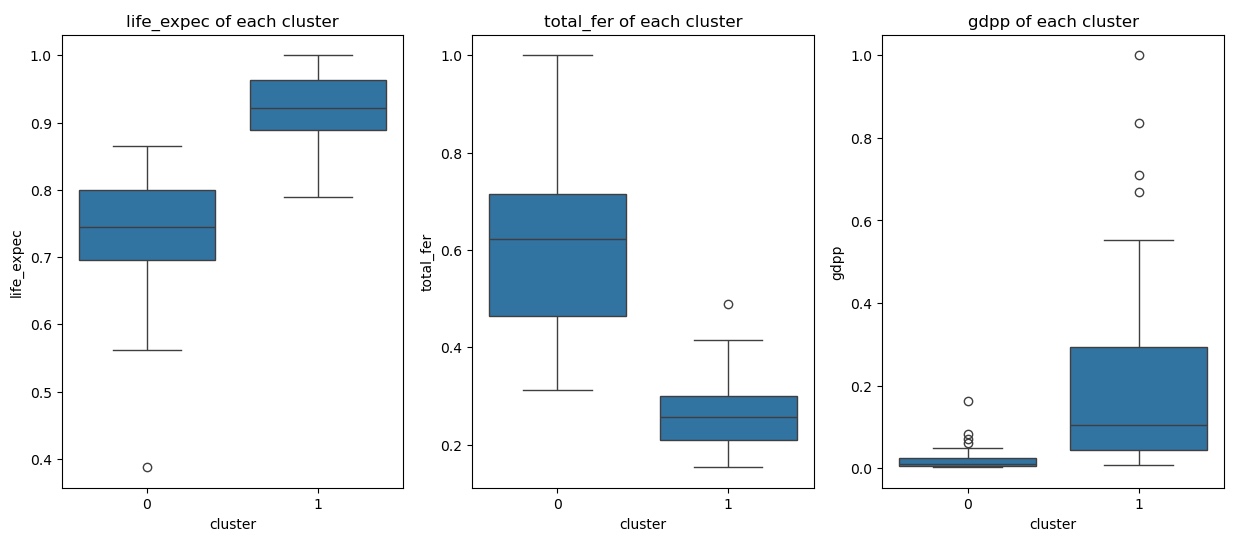 life_expec of each cluster
1.0
0.9
0.8
0.7
0.6
0.5
0.4
life_expec
0
1
cluster
total_fer of each cluster
1.0
0.8
0.6
0.4
0.2
total_fer
0
1
cluster
gdpp of each cluster
1.0
0.8
0.6
0.4
0.2
0.0
gdpp
0
1
cluster